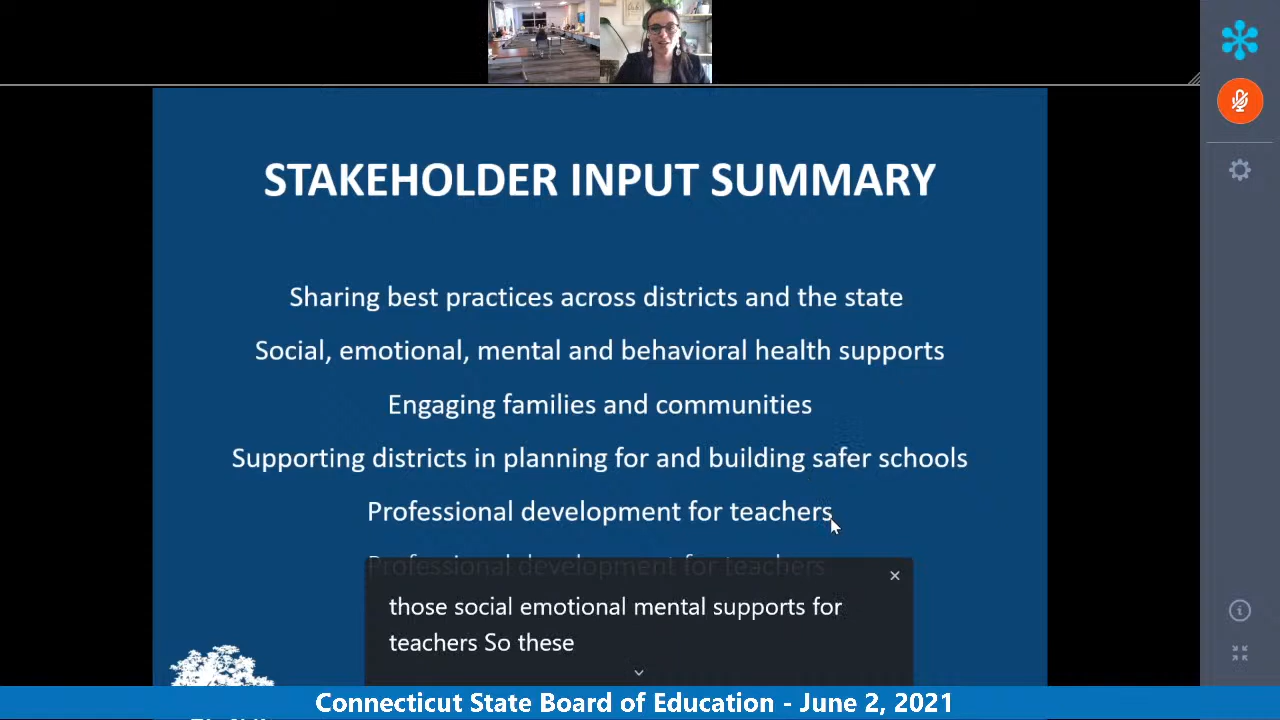 STAKEHOLDER INPUT SUMMARY
Sharing best practices across districts and the state
Social, emotional, mental and behavioral health supports
Engaging families and communities
Supporting districts in planning for and building safer schools
Professional development for teachers
Professional development for teachers
those social emotional mental supports for
teachers So these
Connecticut State Board of Education - June 2, 2021